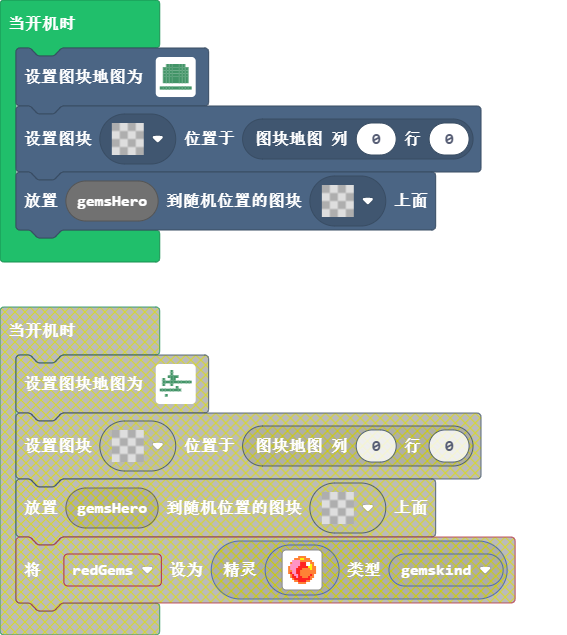 当开机时
设置图块地图为
设置图块 位置于 图块地图 列 0 行 0
放置 gemsHero 到随机位置的图块 上面
当开机时
设置图块地图为
设置图块 位置于 图块地图 列 0 行 0
放置 gemsHero 到随机位置的图块 上面
将 redGems 设为 精灵 类型 gemskind